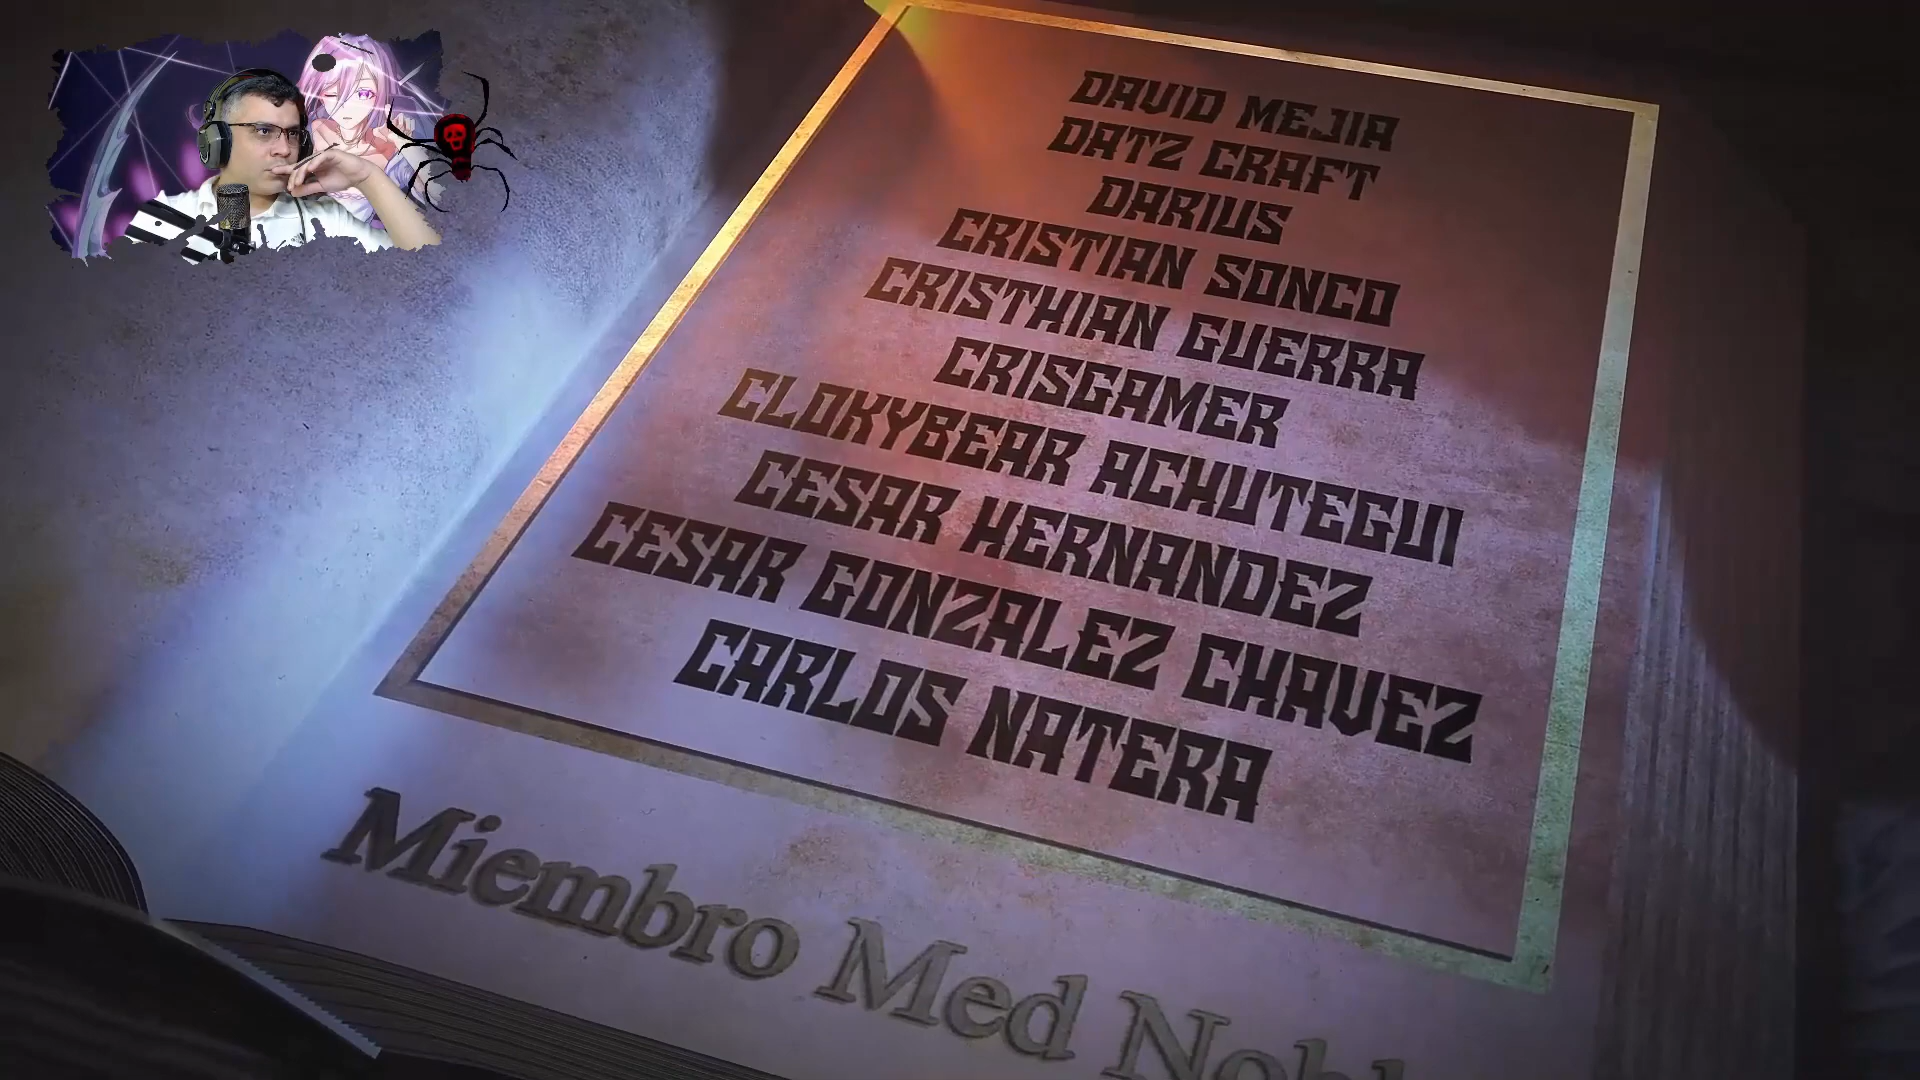 DAVID MEJIA
DATZ CRAFT
DARIUS
CRISTIAN SONCO
CRISTHIAN GUERRA
CRISGAMER
CLOKYBEAR ACHUTEGUI
CESAR HERNANDEZ
CESAR GONZALEZ CHAVEZ
CARLOS NATERA
Miembro Med